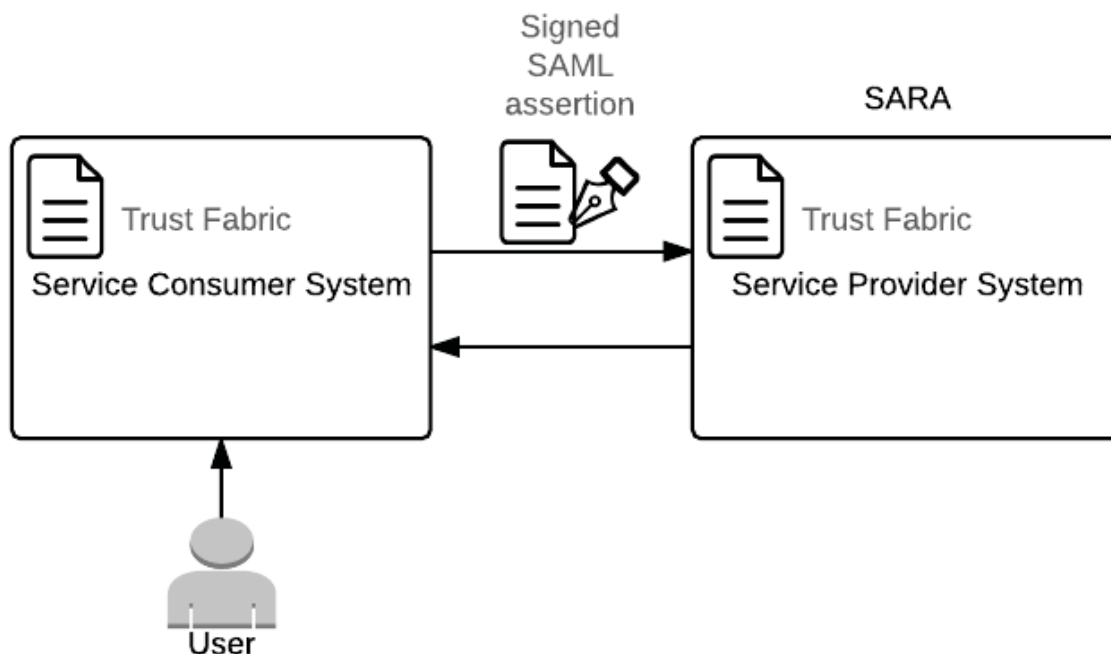 Signed
SAML
assertion
SARA
Trust Fabric
Service Consumer System
Trust Fabric
Service Provider System
User